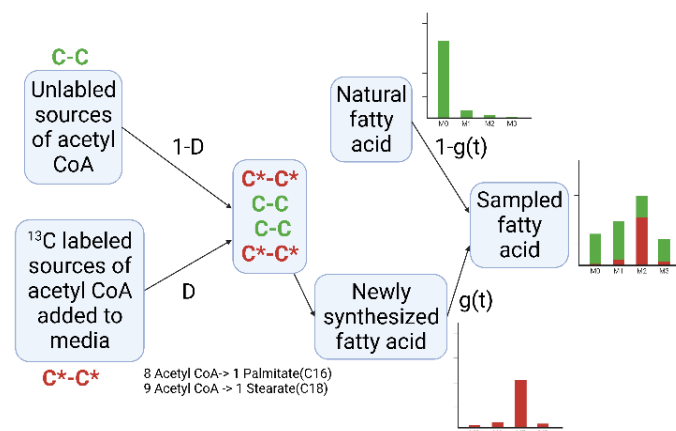 C-C
Unlabled
sources
of acetyl
CoA
1-D
¹³C labeled
sources of
acetyl CoA
added to
media
C*-C*
D
C*-C*
C-C
C-C
C*-C*
8 Acetyl CoA-> 1 Palmitate(C16)
9 Acetyl CoA -> 1 Stearate(C18)
Newly
synthesized
fatty acid
Natural
fatty
acid
M0 M1 M2 M3
1-g(t)
Sampled
fatty
acid
g(t)
M0 M1 M2 M3